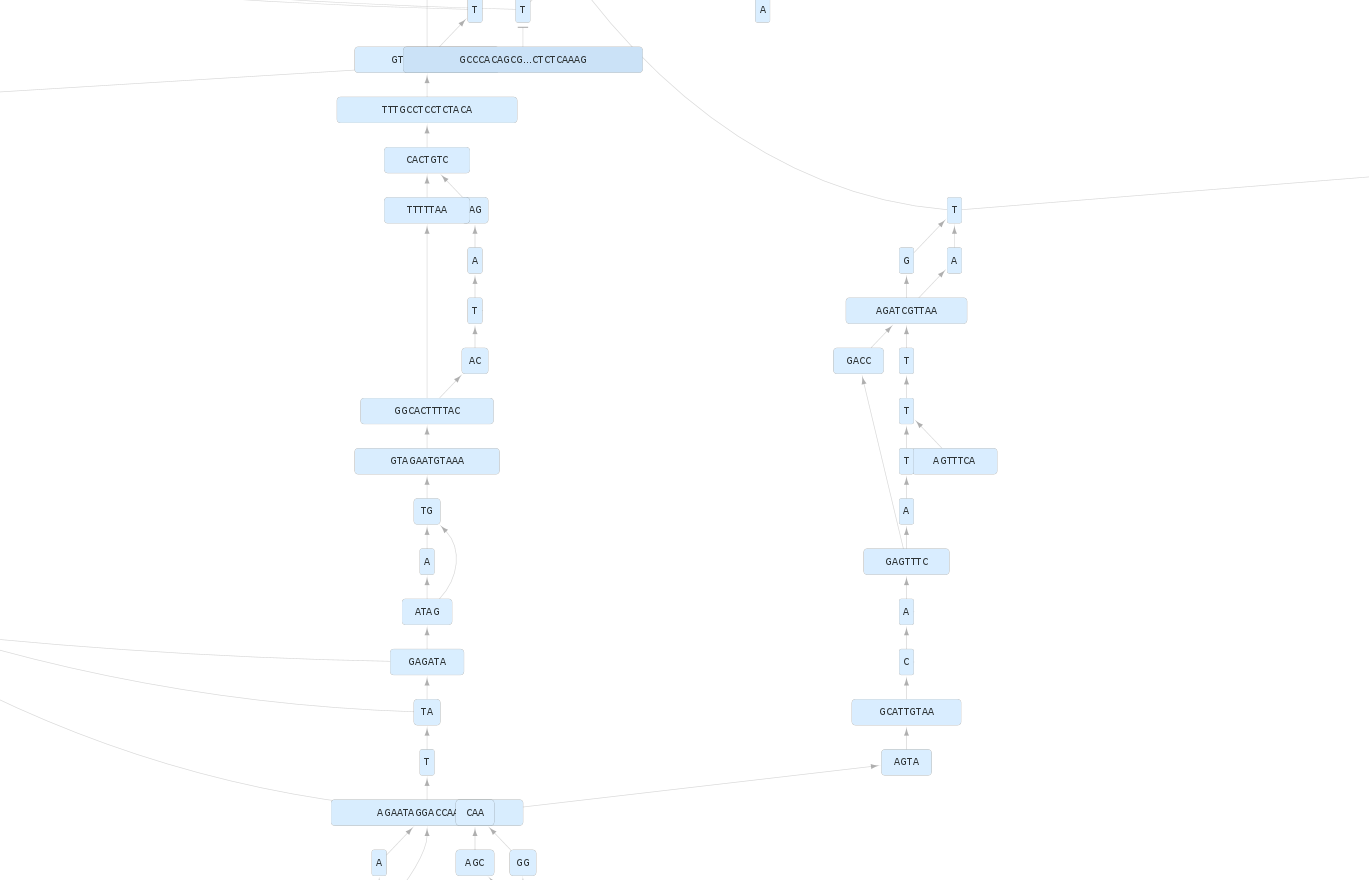 T T A
GT GCCCACAGCG...CTCTCAAAG
TTTGCCTCCTCTACA
CACTGTC
TTTTTAA AG T
A G A
T AGATCGTTAA
AC GACC T
GGCACTTTTAC T
GTAGAATGTAAA T AGTTTCA
TG A
A GAGTTTC
ATAG A
GAGATA C
TA GCATTGTAA
T AGTA
AGAATAGGACCAA CAA
A AGC GG